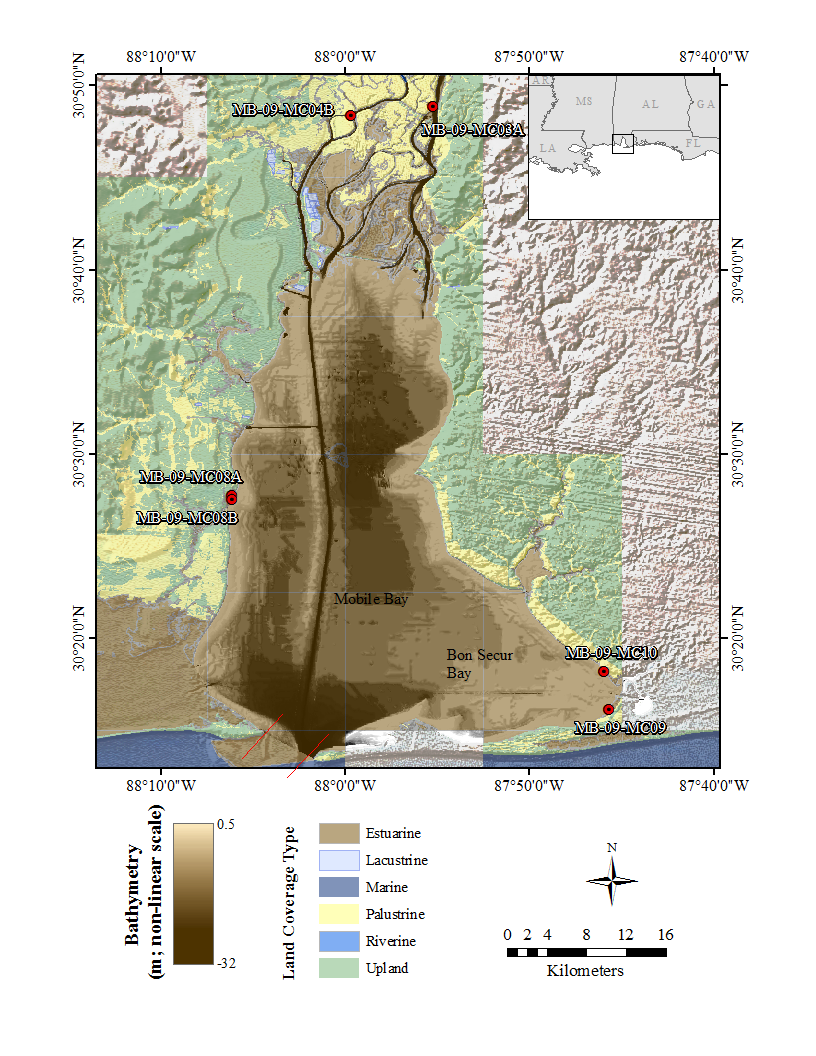 88°10'0"W 88°0'0"W 87°50'0"W 87°40'0"W
30°50'0"N
30°50'0"N
AR
MS
AL
GA
LA
FL
MB-09-MC04B
MB-09-MC03A
30°40'0"N
30°40'0"N
30°30'0"N
30°30'0"N
MB-09-MC08A
MB-09-MC08B
Mobile Bay
30°20'0"N
30°20'0"N
Bon Secur
Bay
MB-09-MC10
MB-09-MC09
88°10'0"W 88°0'0"W 87°50'0"W 87°40'0"W
Bathymetry
(m; non-linear scale)
0.5
-32
Land Coverage Type
Estuarine
Lacustrine
Marine
Palustrine
Riverine
Upland
N
0 2 4 8 12 16
Kilometers